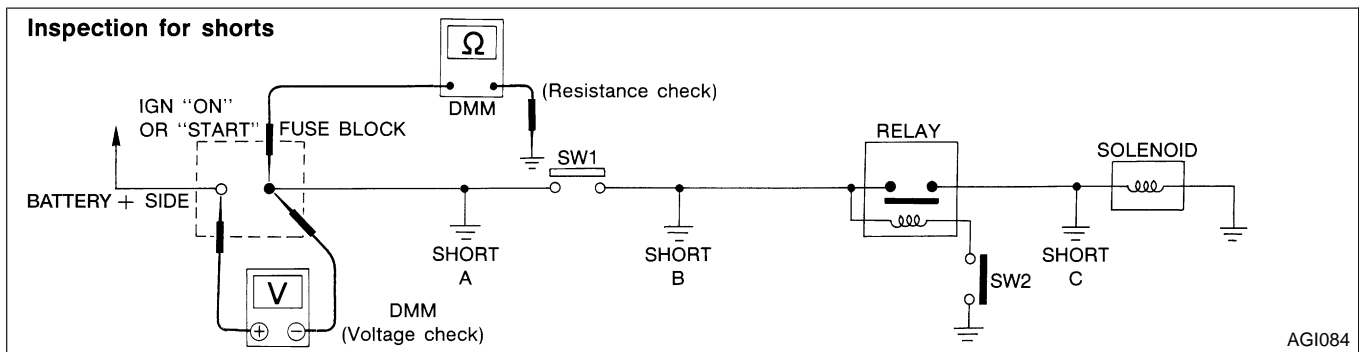 Inspection for shorts
Ω
DMM
(Resistance check)
IGN "ON"
OR "START"
FUSE BLOCK
BATTERY + SIDE
SW1
RELAY
SOLENOID
SHORT
A
SHORT
B
SHORT
C
SW2
V
+ −
DMM
(Voltage check)
AGI084